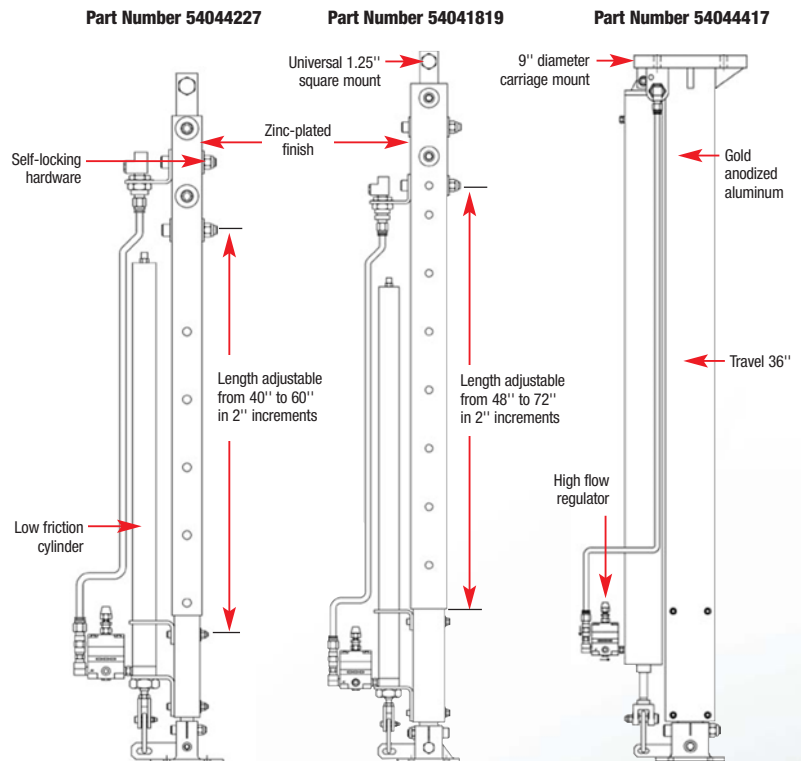 Part Number 54044227
Part Number 54041819
Part Number 54044417
Universal 1.25''
square mount
9'' diameter
carriage mount
Self-locking
hardware
Zinc-plated
finish
Gold
anodized
aluminum
Length adjustable
from 40'' to 60''
in 2'' increments
Length adjustable
from 48'' to 72''
in 2'' increments
Travel 36''
High flow
regulator
Low friction
cylinder